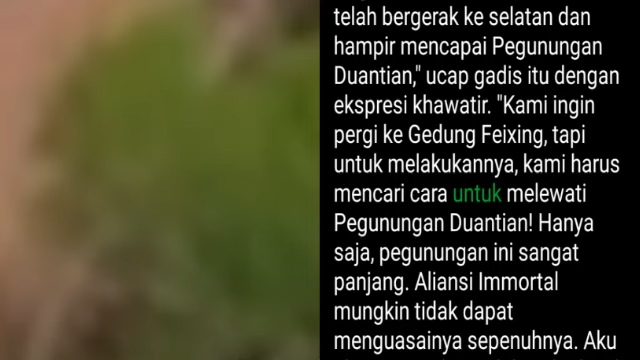 telah bergerak ke selatan dan
hampir mencapai Pegunungan
Duantian," ucap gadis itu dengan
ekspresi khawatir. "Kami ingin
pergi ke Gedung Feixing, tapi
untuk melakukannya, kami harus
mencari cara untuk melewati
Pegunungan Duantian! Hanya
saja, pegunungan ini sangat
panjang. Aliansi Immortal
mungkin tidak dapat
menguasainya sepenuhnya. Aku